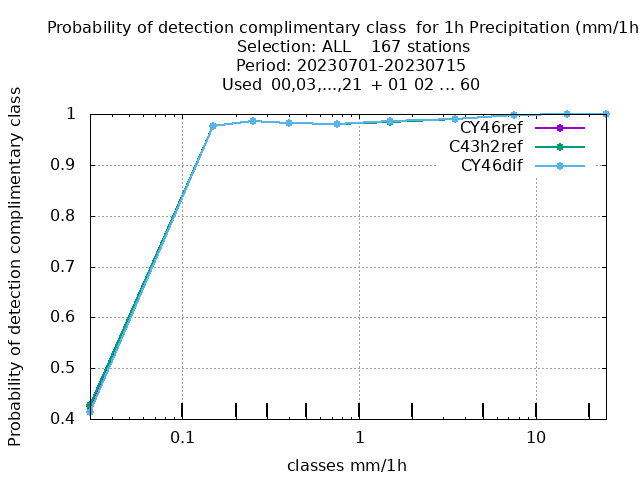 Probability of detection complimentary class  for 1h Precipitation (mm/1h
Selection: ALL    167 stations
Period: 20230701-20230715
Used  00,03,...,21  + 01 02 ... 60
Probability of detection complimentary class
1
0.9
0.8
0.7
0.6
0.5
0.4
CY46ref
C43h2ref
CY46dif
0.1
1
10
classes mm/1h